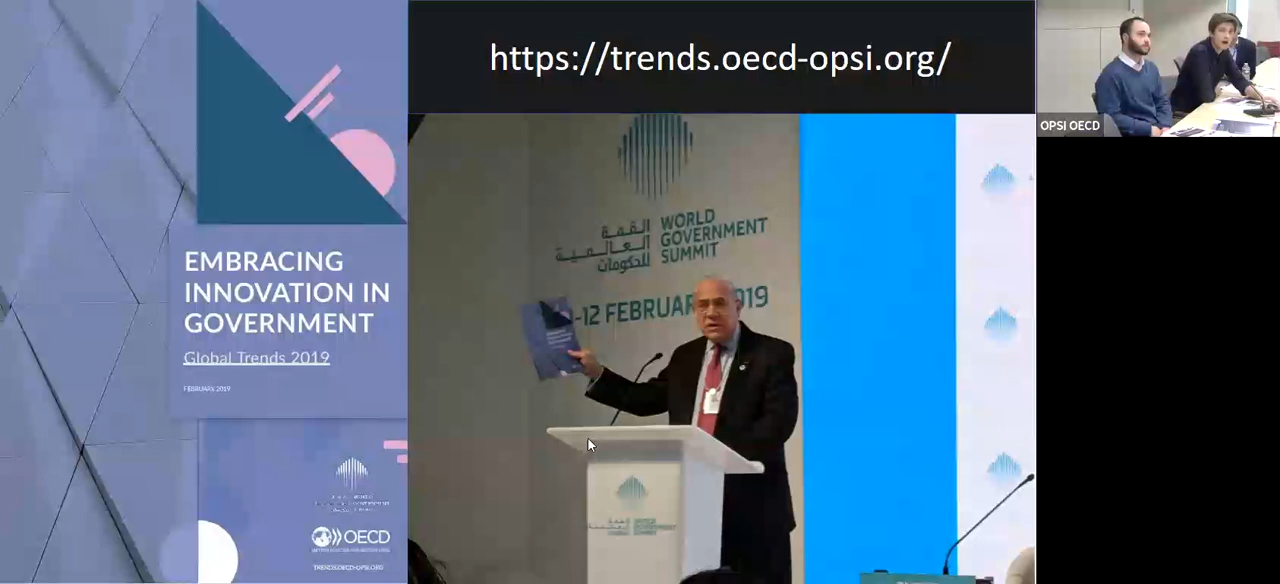 https://trends.oecd-opsi.org/
OPSI OECD
EMBRACING
INNOVATION IN
GOVERNMENT
Global Trends 2019
FEBRUARY 2019
OECD
TRENDS.OECD-OPSI.ORG
القمة
العالمية
للحكومات
WORLD
GOVERNMENT
SUMMIT
-12 FEBRUAR 019